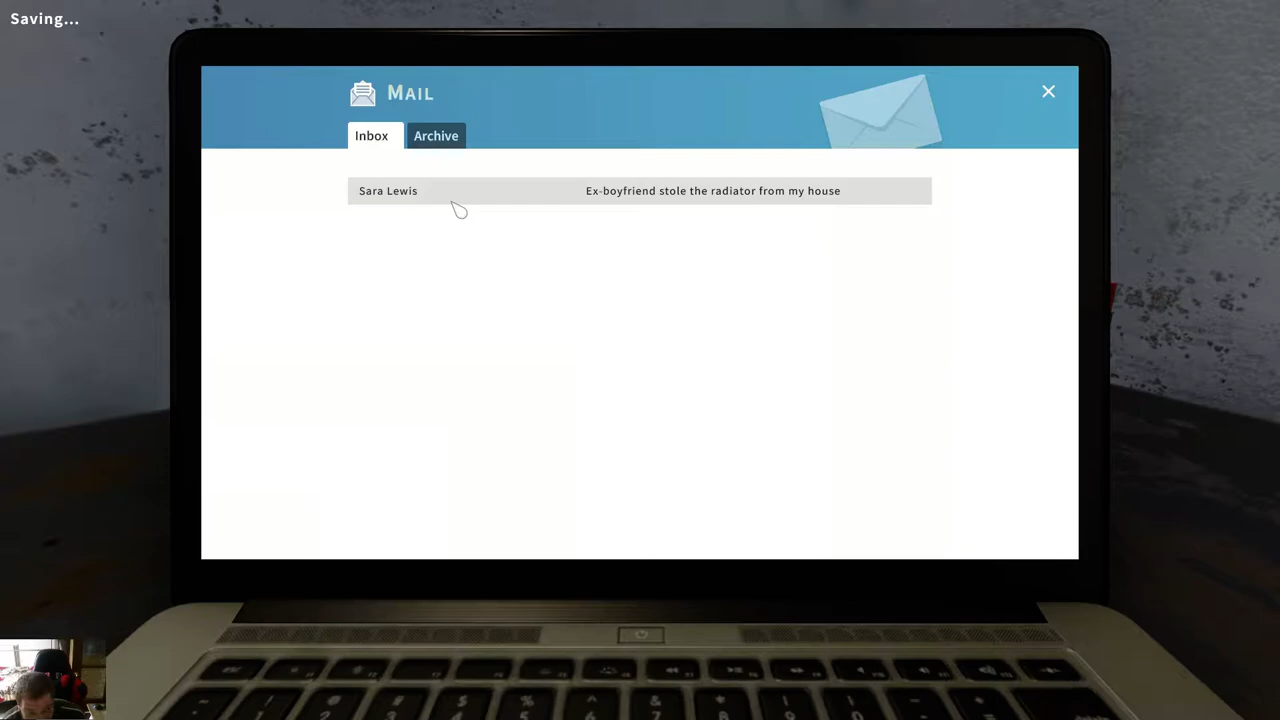 Saving...
MAIL
Inbox
Archive
Sara Lewis
Ex-boyfriend stole the radiator from my house